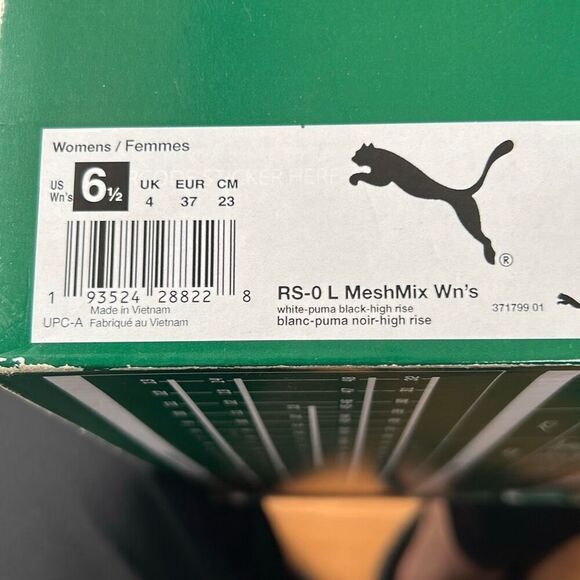 Womens / Femmes
US Wn's 6½ UK 4 EUR 37 CM 23
1 93524 28822 8
UPC-A
Made in Vietnam
Fabriqué au Vietnam
RS-0 L MeshMix Wn's
white-puma black-high rise
blanc-puma noir-high rise
371799 01
®